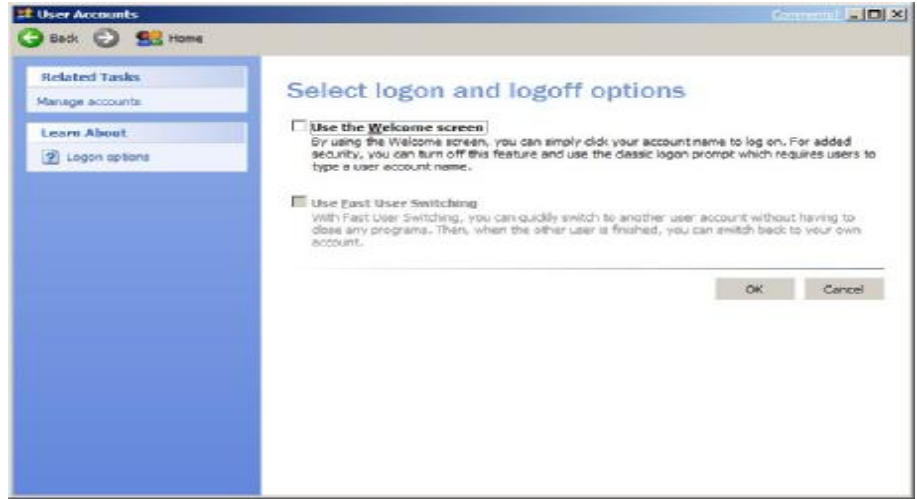 User Accounts
Comments!
Back Home
Related Tasks
Manage accounts
Learn About
Logon options
Select logon and logoff options
Use the Welcome screen
By using the Welcome screen, you can simply click your account name to log on. For added
security, you can turn off this feature and use the classic logon prompt which requires users to
type a user account name.
Use Fast User Switching
With Fast User Switching, you can quickly switch to another user account without having to
close any programs. Then, when the other user is finished, you can switch back to your own
account.
OK Cancel